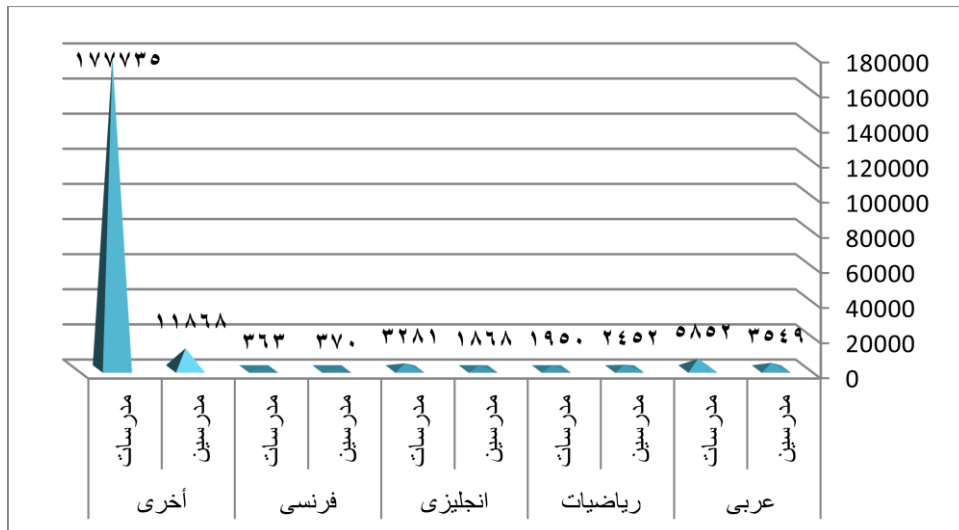 ١٧٧٧٣٥
١١٨٦٨
٣٦٣
٣٧٠
٣٢٨١
١٨٦٨
١٩٥٠
٢٤٥٢
٥٨٥٢
٣٥٤٩
180000
160000
140000
120000
100000
80000
60000
40000
20000
0
مدرسين
مدرسات
مدرسين
مدرسات
مدرسين
مدرسات
مدرسين
مدرسات
مدرسين
مدرسات
عربى
رياضيات
انجليزى
فرنسى
أخرى